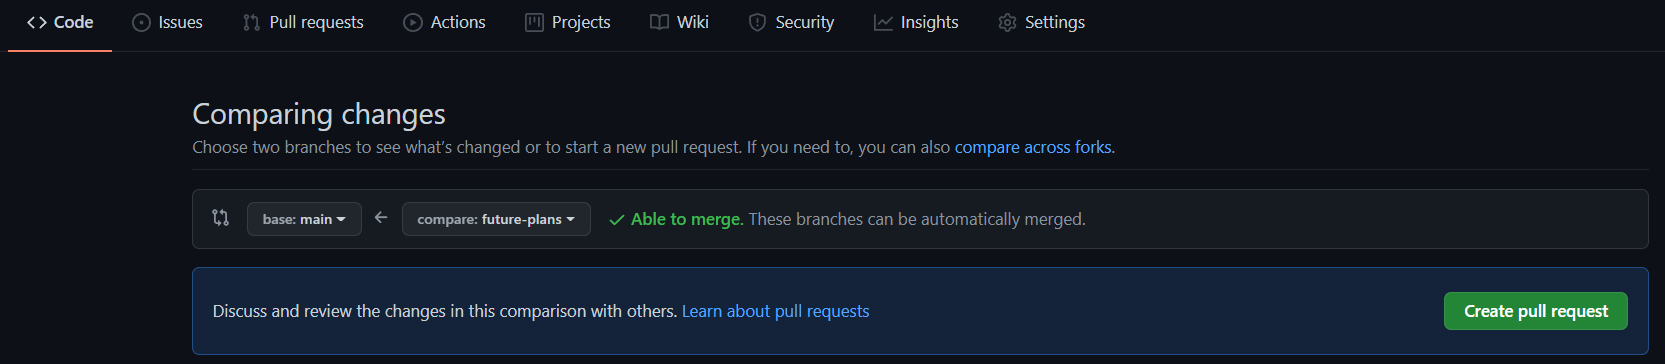 Code Issues Pull requests Actions Projects Wiki Security Insights Settings
Comparing changes
Choose two branches to see what's changed or to start a new pull request. If you need to, you can also compare across forks.
base: main compare: future-plans Able to merge. These branches can be automatically merged.
Discuss and review the changes in this comparison with others. Learn about pull requests Create pull request